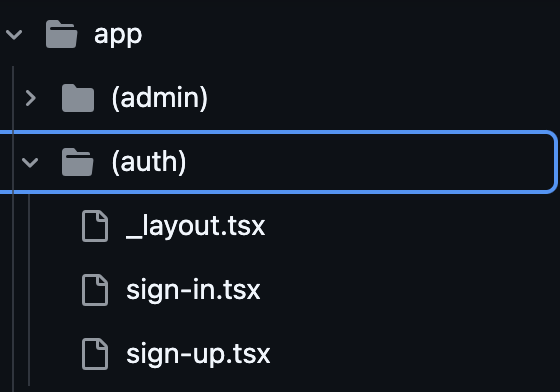 app
(admin)
(auth)
_layout.tsx
sign-in.tsx
sign-up.tsx